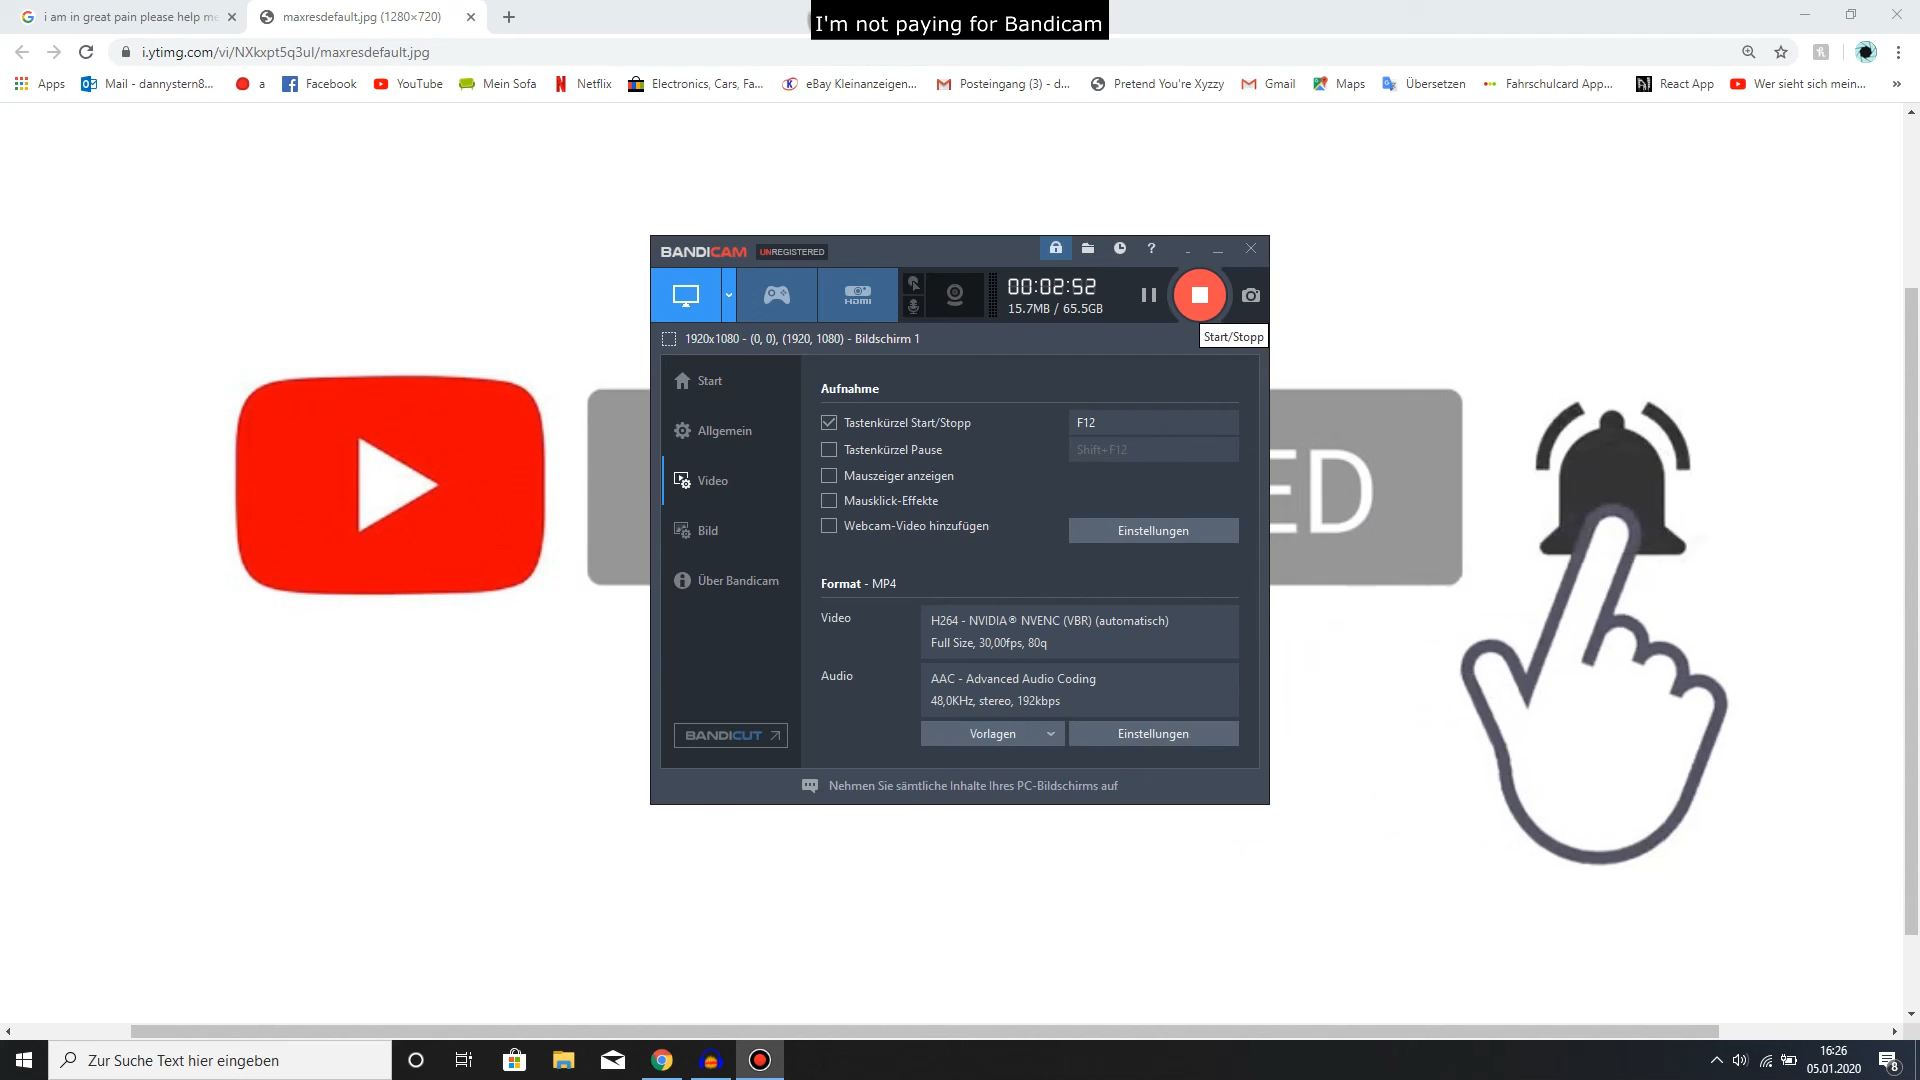 i am in great pain please help me
maxresdefault.jpg (1280×720)
I'm not paying for Bandicam
i.ytimg.com/vi/NXkxpt5q3uI/maxresdefault.jpg
Apps
Mail - dannystern8...
a
Facebook
YouTube
Mein Sofa
Netflix
Electronics, Cars, Fa...
eBay Kleinanzeigen...
Posteingang (3) - d...
Pretend You're Xyzzy
Gmail
Maps
Übersetzen
Fahrschulcard App...
React App
Wer sieht sich mein...
»
BANDICAM UNREGISTERED
?
HDMI
00:02:52
15.7MB / 65.5GB
Start/Stopp
1920x1080 - (0, 0), (1920, 1080) - Bildschirm 1
Start
Allgemein
Video
Bild
Über Bandicam
BANDICUT
Aufnahme
Tastenkürzel Start/Stopp
F12
Tastenkürzel Pause
Shift+F12
Mauszeiger anzeigen
Mausklick-Effekte
Webcam-Video hinzufügen
Einstellungen
Format - MP4
Video
H264 - NVIDIA® NVENC (VBR) (automatisch)
Full Size, 30,00fps, 80q
Audio
AAC - Advanced Audio Coding
48,0KHz, stereo, 192kbps
Vorlagen
Einstellungen
Nehmen Sie sämtliche Inhalte Ihres PC-Bildschirms auf
ED
Zur Suche Text hier eingeben
16:26
05.01.2020
8